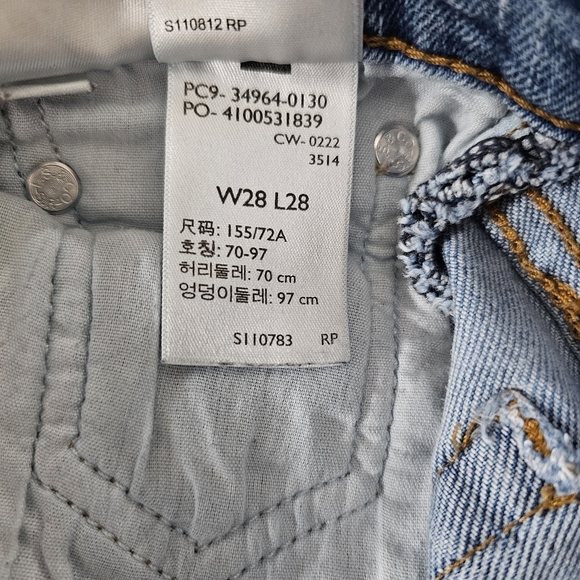 S110812 RP
PC9- 34964-0130
PO- 4100531839
CW- 0222
3514
W28 L28
尺码: 155/72A
호칭: 70-97
허리둘레: 70 cm
엉덩이둘레: 97 cm
S110783 RP